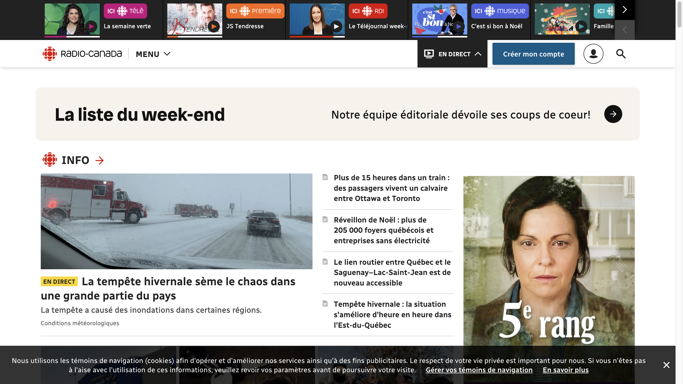 ICI TÉLÉ
La semaine verte
ICI PREMIÈRE
JS Tendresse
ICI RDI
Le Téléjournal week-
ICI MUSIQUE
C'est si bon à Noël
ICI TÉLÉ
Famille
RADIO-CANADA
MENU
EN DIRECT
Créer mon compte
La liste du week-end
Notre équipe éditoriale dévoile ses coups de coeur!
INFO
EN DIRECT La tempête hivernale sème le chaos dans
une grande partie du pays
La tempête a causé des inondations dans certaines régions.
Conditions météorologiques
Plus de 15 heures dans un train :
des passagers vivent un calvaire
entre Ottawa et Toronto
Réveillon de Noël : plus de
205 000 foyers québécois et
entreprises sans électricité
Le lien routier entre Québec et le
Saguenay–Lac-Saint-Jean est de
nouveau accessible
Tempête hivernale : la situation
s'améliore d'heure en heure dans
l'Est-du-Québec
5e rang
Nous utilisons les témoins de navigation (cookies) afin d'opérer et d'améliorer nos services ainsi qu'à des fins publicitaires. Le respect de votre vie privée est important pour nous. Si vous n'êtes pas
à l'aise avec l'utilisation de ces informations, veuillez revoir vos paramètres avant de poursuivre votre visite. Gérer vos témoins de navigation En savoir plus